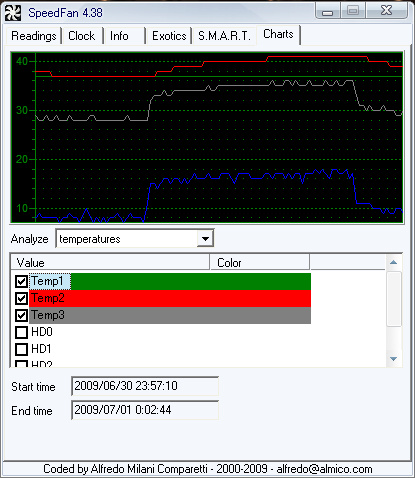 SpeedFan 4.38
Readings Clock Info Exotics S.M.A.R.T. Charts
40
30
20
10
Analyze temperatures
Value Color
Temp1
Temp2
Temp3
HD0
HD1
HD2
Start time 2009/06/30 23:57:10
End time 2009/07/01 0:02:44
Coded by Alfredo Milani Comparetti - 2000-2009 - alfredo@almico.com